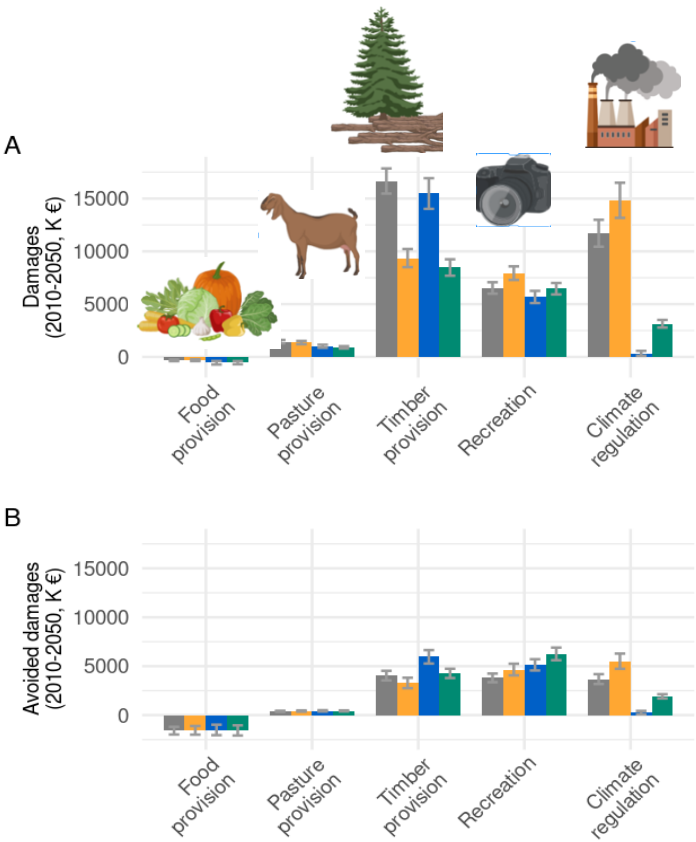 A
Damages
(2010-2050, K €)
15000
10000
5000
0
Food
provision
Pasture
provision
Timber
provision
Recreation
Climate
regulation
B
Avoided damages
(2010-2050, K €)
15000
10000
5000
0
Food
provision
Pasture
provision
Timber
provision
Recreation
Climate
regulation